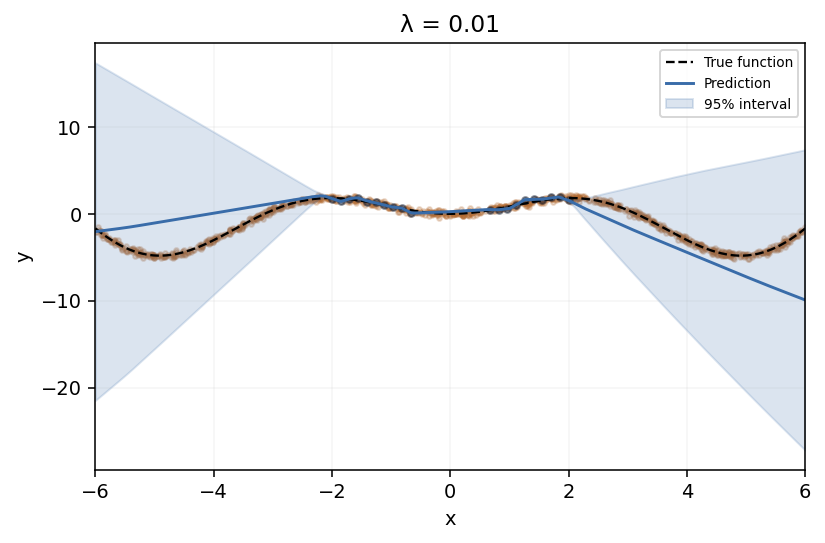 λ = 0.01
True function
Prediction
95% interval
10
0
−10
−20
y
−6
−4
−2
0
2
4
6
x